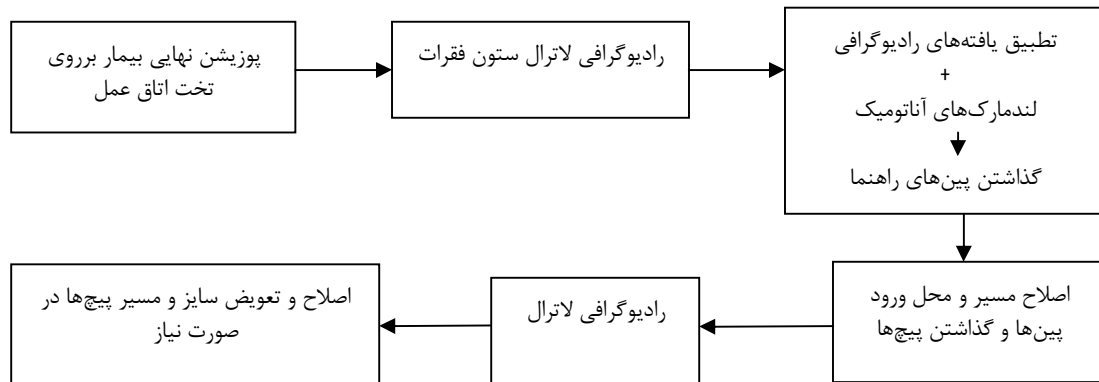 پوزیشن نهایی بیمار برروی
تخت اتاق عمل
رادیوگرافی لاترال ستون فقرات
تطبیق یافته‌های رادیوگرافی
+
لندمارک‌های آناتومیک
گذاشتن پین‌های راهنما
اصلاح مسیر و محل ورود
پین‌ها و گذاشتن پیچ‌ها
رادیوگرافی لاترال
اصلاح و تعویض سایز و مسیر پیچ‌ها در
صورت نیاز